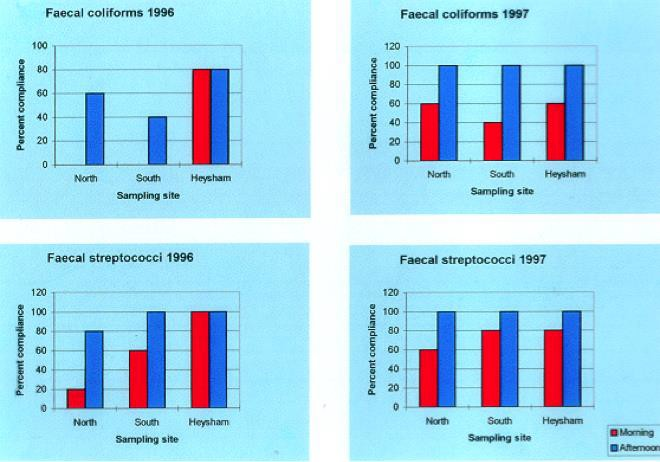 Faecal coliforms 1996
100
80
60
40
20
0
Percent compliance
North South Heysham
Sampling site
Faecal coliforms 1997
120
100
80
60
40
20
0
Percent compliance
North South Heysham
Sampling site
Faecal streptococci 1996
120
100
80
60
40
20
0
Percent compliance
North South Heysham
Sampling site
Faecal streptococci 1997
120
100
80
60
40
20
0
Percent compliance
North South Heysham
Sampling site
Morning
Afternoon